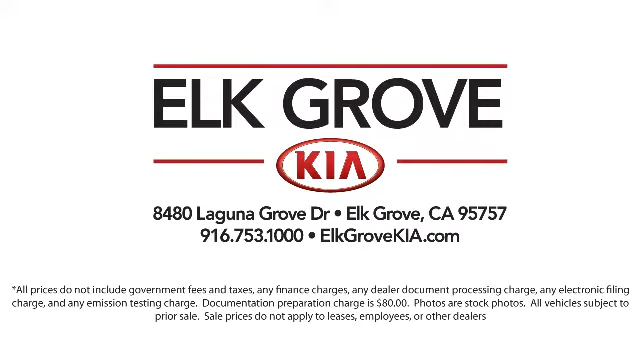 ELK GROVE
KIA
8480 Laguna Grove Dr • Elk Grove, CA 95757
916.753.1000 • ElkGroveKIA.com
*All prices do not include government fees and taxes, any finance charges, any dealer document processing charge, any electronic filing
charge, and any emission testing charge.  Documentation preparation charge is $80.00.  Photos are stock photos.  All vehicles subject to
prior sale.  Sale prices do not apply to leases, employees, or other dealers